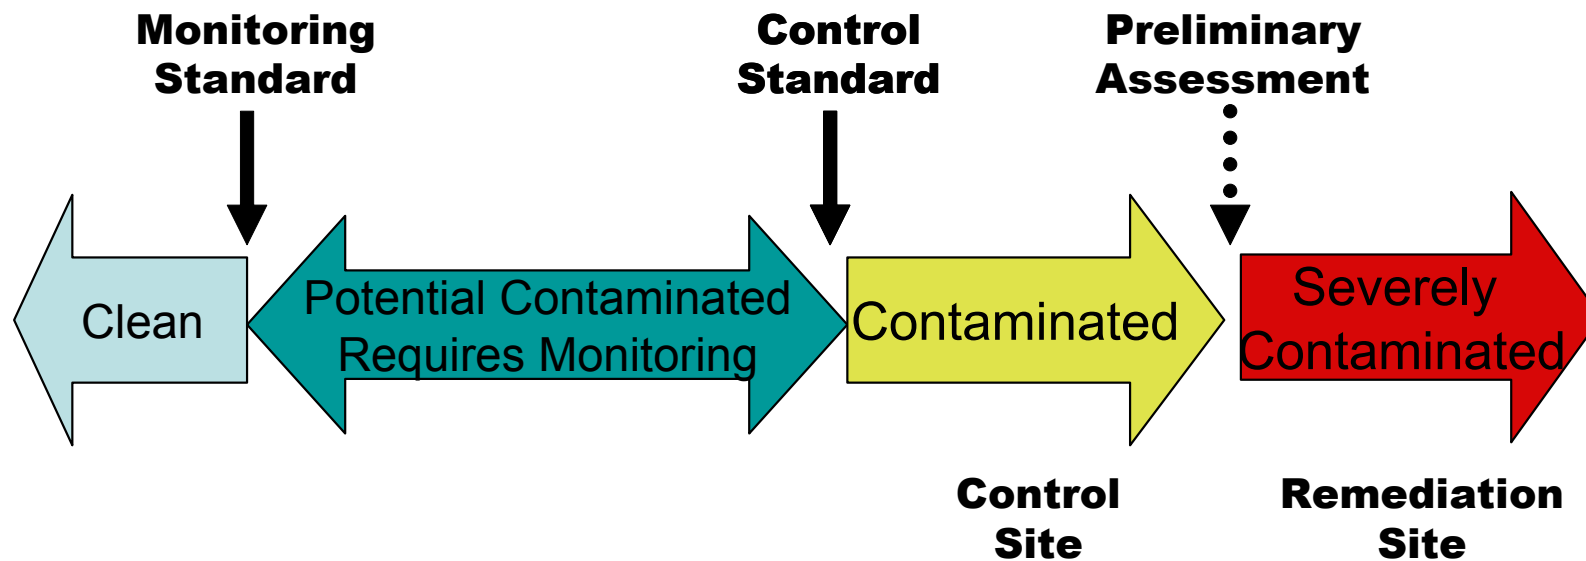 Monitoring
Standard
Control
Standard
Preliminary
Assessment
Clean
Potential Contaminated
Requires Monitoring
Contaminated
Severely
Contaminated
Control
Site
Remediation
Site